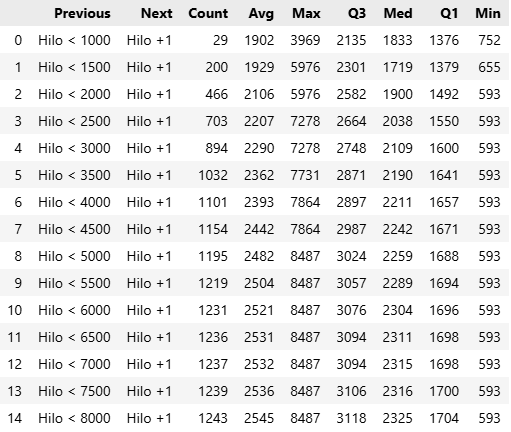 Previous Next Count Avg Max Q3 Med Q1 Min
0 Hilo < 1000 Hilo +1 29 1902 3969 2135 1833 1376 752
1 Hilo < 1500 Hilo +1 200 1929 5976 2301 1719 1379 655
2 Hilo < 2000 Hilo +1 466 2106 5976 2582 1900 1492 593
3 Hilo < 2500 Hilo +1 703 2207 7278 2664 2038 1550 593
4 Hilo < 3000 Hilo +1 894 2290 7278 2748 2109 1600 593
5 Hilo < 3500 Hilo +1 1032 2362 7731 2871 2190 1641 593
6 Hilo < 4000 Hilo +1 1101 2393 7864 2897 2211 1657 593
7 Hilo < 4500 Hilo +1 1154 2442 7864 2987 2242 1671 593
8 Hilo < 5000 Hilo +1 1195 2482 8487 3024 2259 1688 593
9 Hilo < 5500 Hilo +1 1219 2504 8487 3057 2289 1694 593
10 Hilo < 6000 Hilo +1 1231 2521 8487 3076 2304 1696 593
11 Hilo < 6500 Hilo +1 1236 2531 8487 3094 2311 1698 593
12 Hilo < 7000 Hilo +1 1237 2532 8487 3094 2315 1698 593
13 Hilo < 7500 Hilo +1 1239 2536 8487 3106 2316 1700 593
14 Hilo < 8000 Hilo +1 1243 2545 8487 3118 2325 1704 593